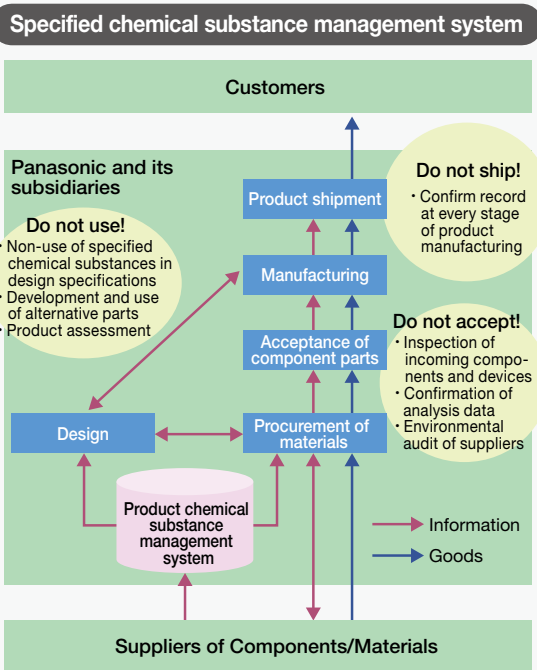 Specified chemical substance management system
Customers
Panasonic and its
subsidiaries
Do not use!
・Non-use of specified
chemical substances in
design specifications
・Development and use
of alternative parts
・Product assessment
Product shipment
Do not ship!
・Confirm record
at every stage
of product
manufacturing
Manufacturing
Acceptance of
component parts
Do not accept!
・Inspection of
incoming compo-
nents and devices
・Confirmation of
analysis data
・Environmental
audit of suppliers
Design
Procurement of
materials
Product chemical
substance
management
system
Information
Goods
Suppliers of Components/Materials